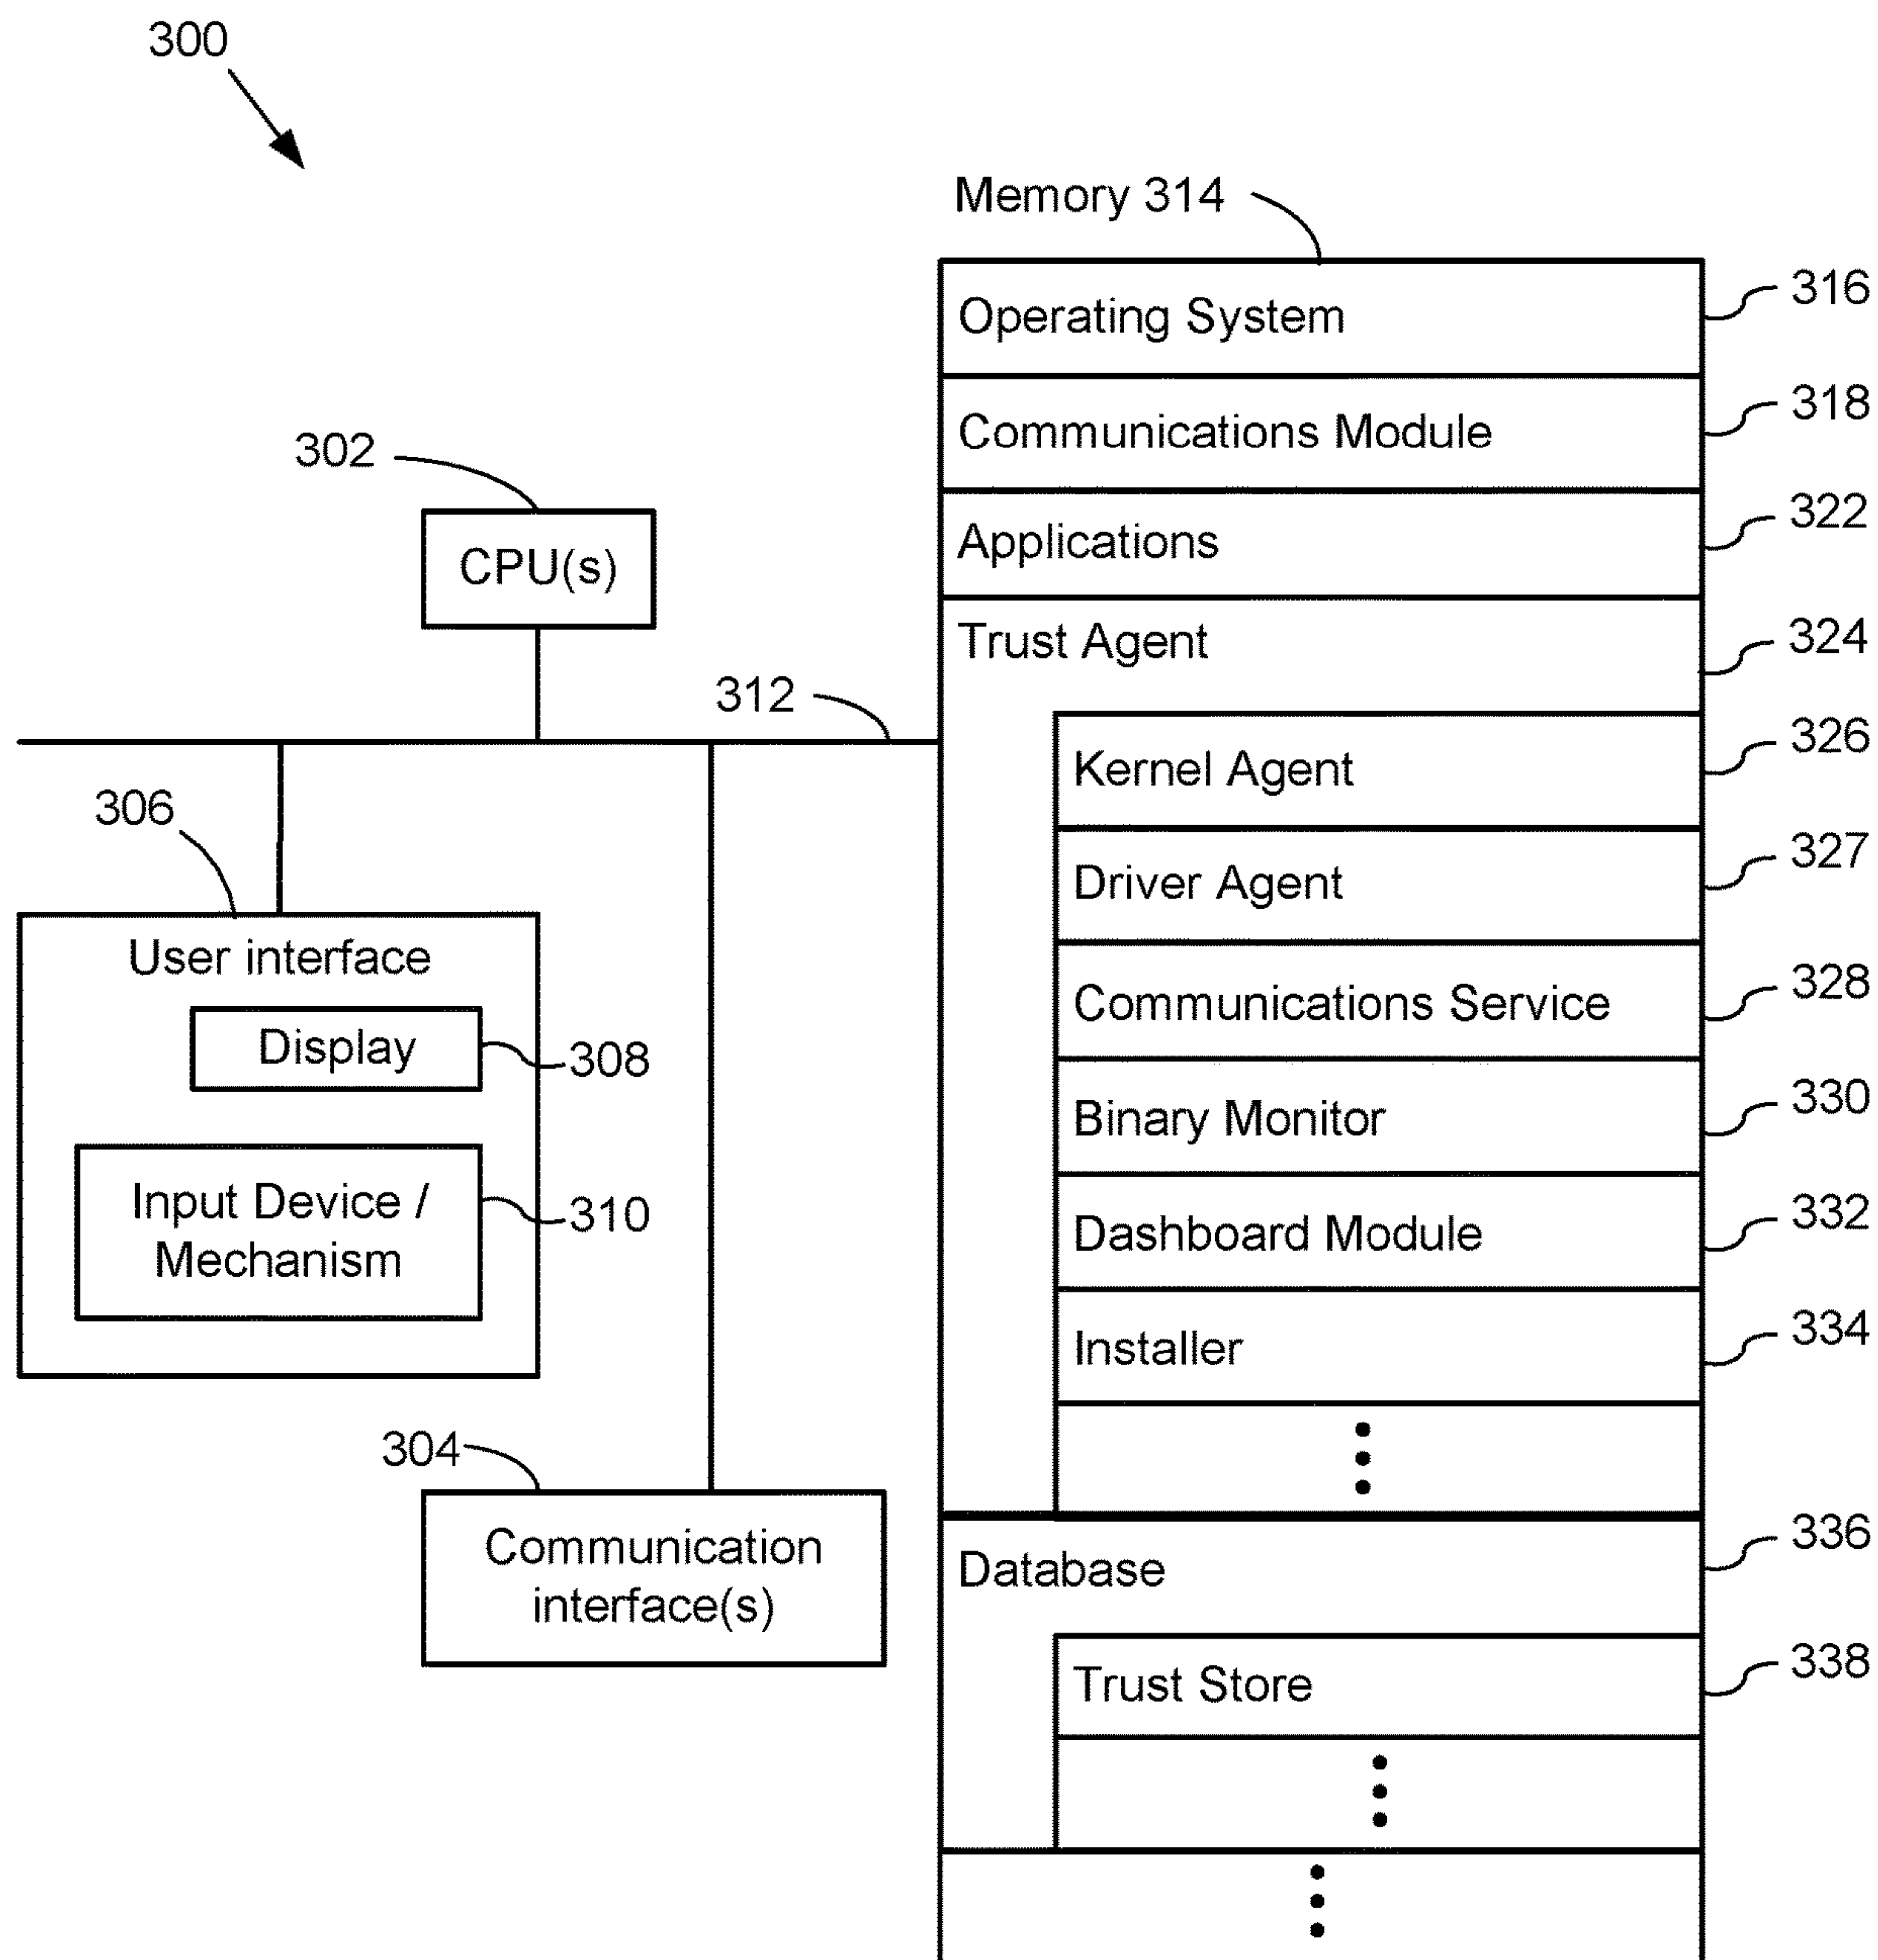 300
Memory 314
Operating System
316
Communications Module
318
Applications
322
Trust Agent
324
Kernel Agent
326
Driver Agent
327
Communications Service
328
Binary Monitor
330
Dashboard Module
332
Installer
334
Database
336
Trust Store
338
302
CPU(s)
312
306
User interface
Display
308
Input Device /
Mechanism
310
304
Communication
interface(s)